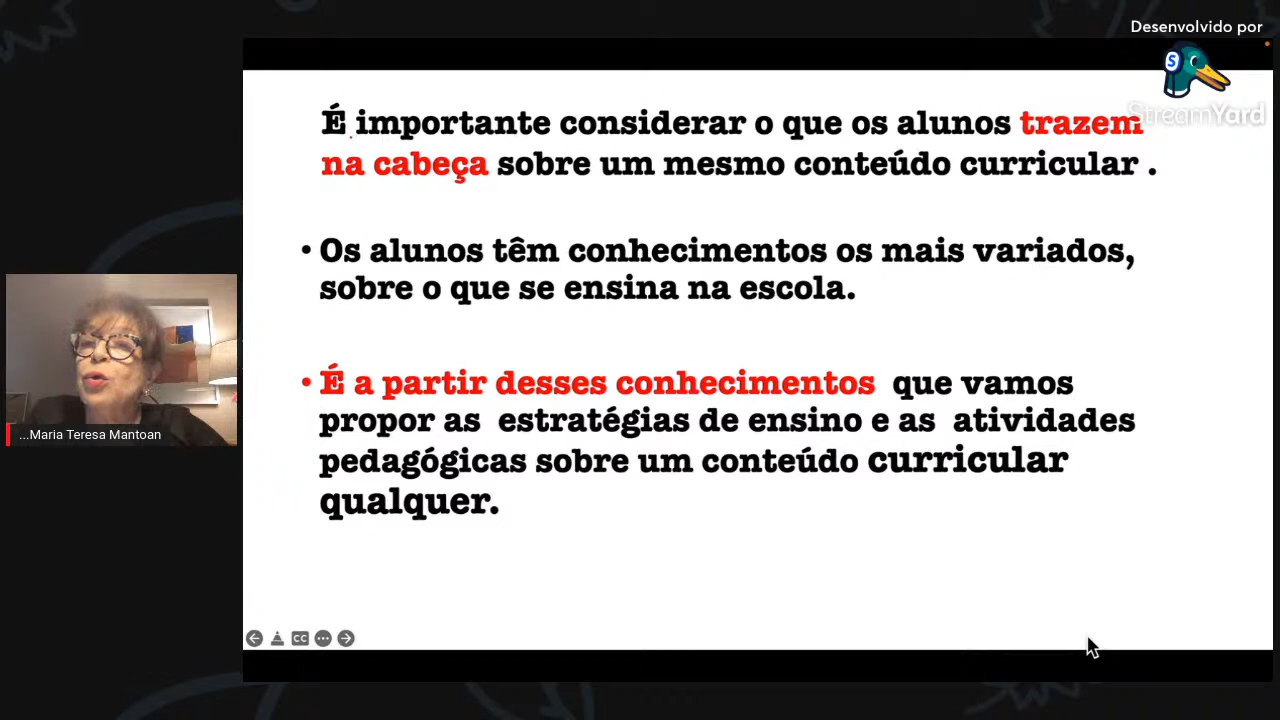 Desenvolvido por
StreamYard
É importante considerar o que os alunos trazem
na cabeça sobre um mesmo conteúdo curricular .
• Os alunos têm conhecimentos os mais variados,
sobre o que se ensina na escola.
• É a partir desses conhecimentos que vamos
propor as estratégias de ensino e as atividades
pedagógicas sobre um conteúdo curricular
qualquer.
...Maria Teresa Mantoan
CC
S